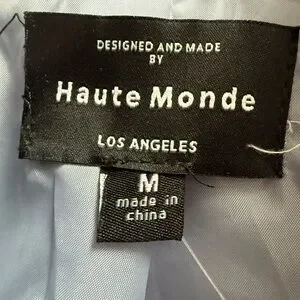 DESIGNED AND MADE
BY
Haute Monde
LOS ANGELES
M
made in
china